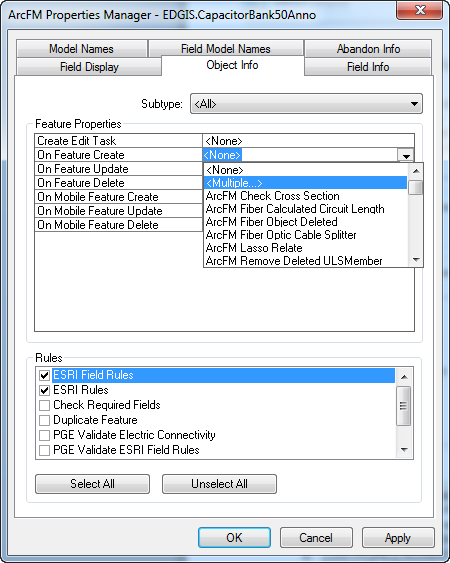 ArcFM Properties Manager - EDGIS.CapacitorBank50Anno
Model Names Field Model Names Abandon Info
Field Display Object Info Field Info
Subtype: <All>
Feature Properties
Create Edit Task <None>
On Feature Create <None>
On Feature Update <None>
On Feature Delete <Multiple...>
On Mobile Feature Create ArcFM Check Cross Section
On Mobile Feature Update ArcFM Fiber Calculated Circuit Length
On Mobile Feature Delete ArcFM Fiber Object Deleted
ArcFM Fiber Optic Cable Splitter
ArcFM Lasso Relate
ArcFM Remove Deleted ULSMember
Rules
ESRI Field Rules
ESRI Rules
Check Required Fields
Duplicate Feature
PGE Validate Electric Connectivity
PGE Validate ESRI Field Rules
Select All Unselect All
OK Cancel Apply